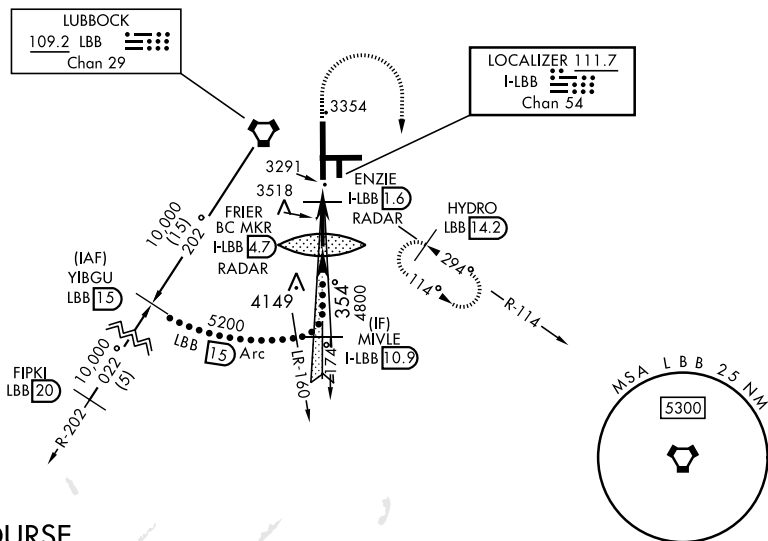 LUBBOCK
109.2 LBB
Chan 29
LOCALIZER 111.7
I-LBB
Chan 54
3354
3291
ENZIE
I-LBB 1.6
RADAR
3518
FRIER
BC MKR
I-LBB 4.7
RADAR
HYDRO
LBB 14.2
294°
114°
R-114
10,000
(15)
202°
(IAF)
YIBGU
LBB 15
4149
354°
4800
5200
LBB 15 Arc
(IF)
MIVLE
I-LBB 10.9
LR-160
174°
FIPKI
LBB 20
10,000
022°
(5)
R-202
MSA LBB 25 NM
5300
OURSE